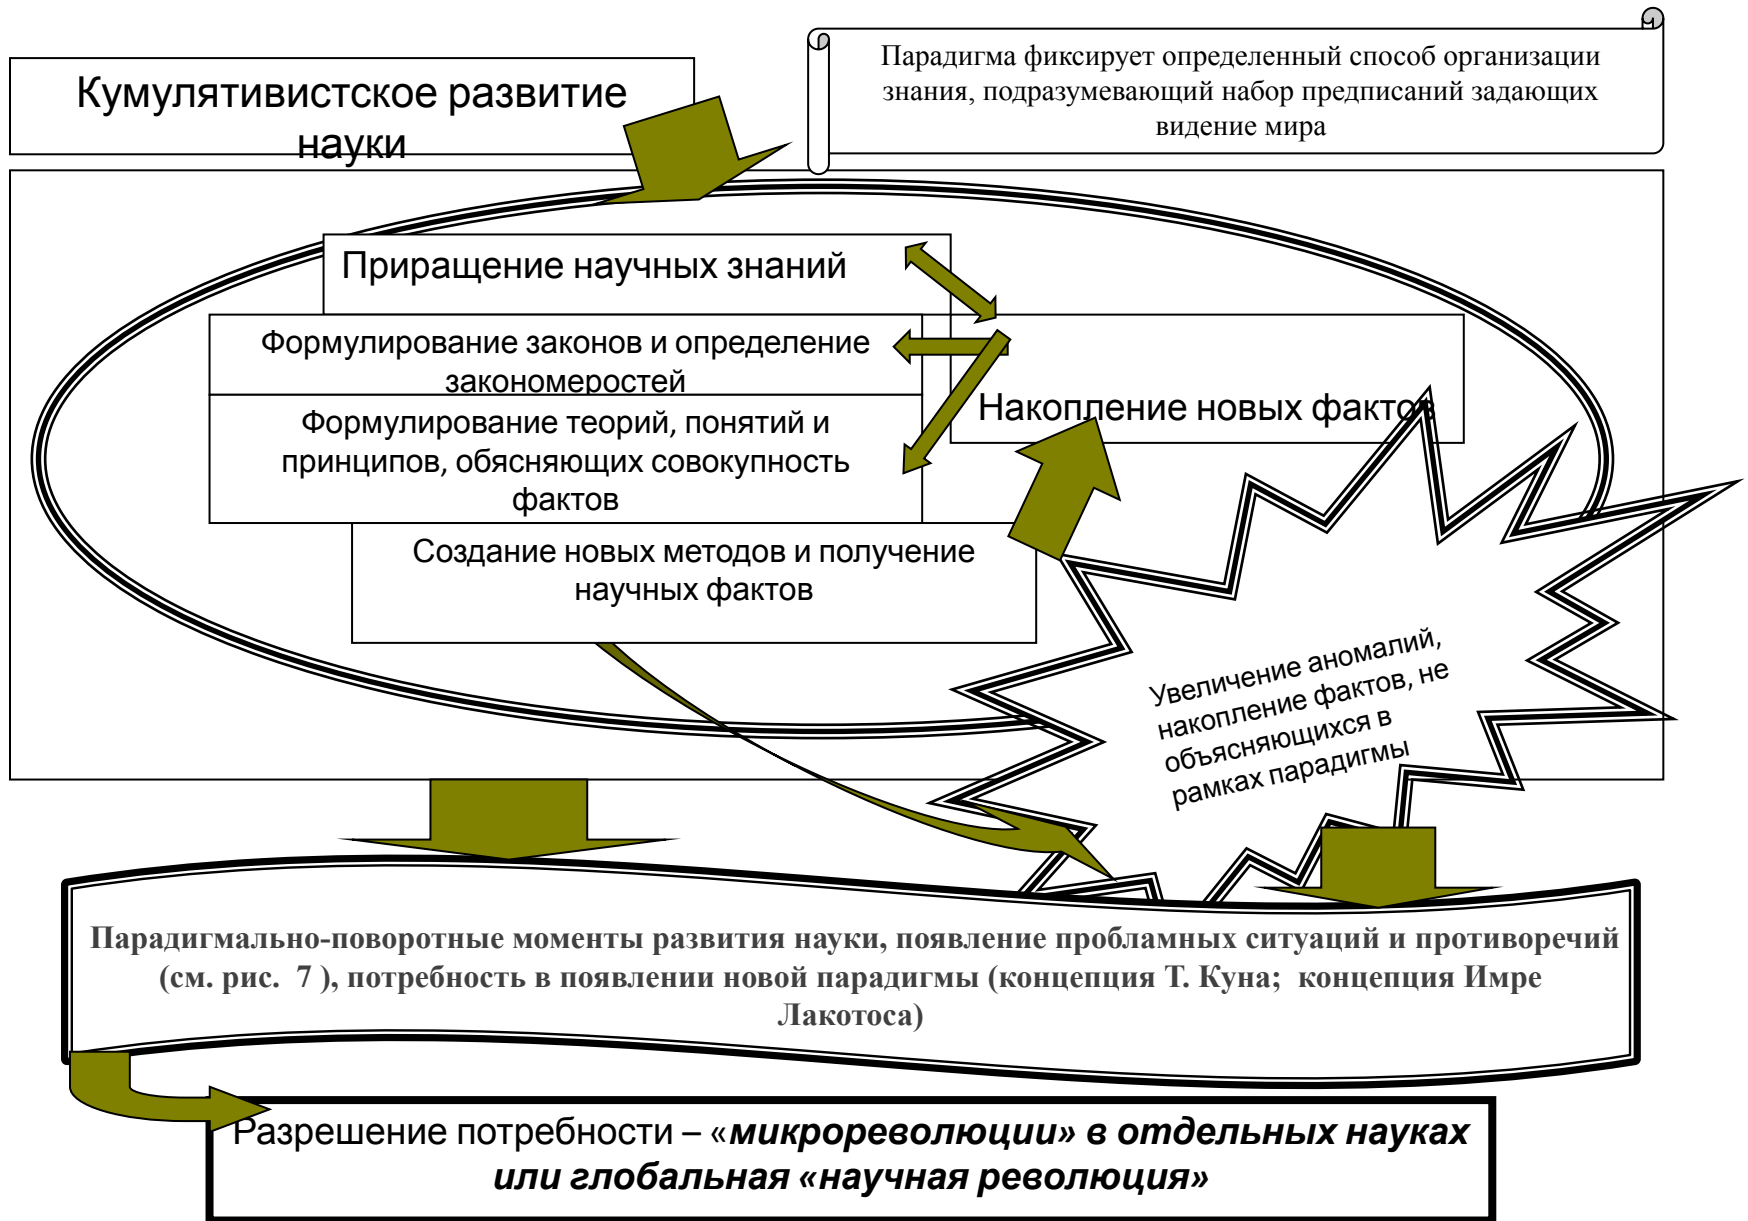 Кумулятивистское развитие
науки
Парадигма фиксирует определенный способ организации
знания, подразумевающий набор предписаний задающих
видение мира
Приращение научных знаний
Формулирование законов и определение
закономеростей
Формулирование теорий, понятий и
принципов, обясняющих совокупность
фактов
Накопление новых фактов
Создание новых методов и получение
научных фактов
Увеличение аномалий,
накопление фактов, не
объясняющихся в
рамках парадигмы
Парадигмально-поворотные моменты развития науки, появление пробламных ситуаций и противоречий
(см. рис. 7 ), потребность в появлении новой парадигмы (концепция Т. Куна; концепция Имре
Лакотоса)
Разрешение потребности – «микрореволюции» в отдельных науках
или глобальная «научная революция»